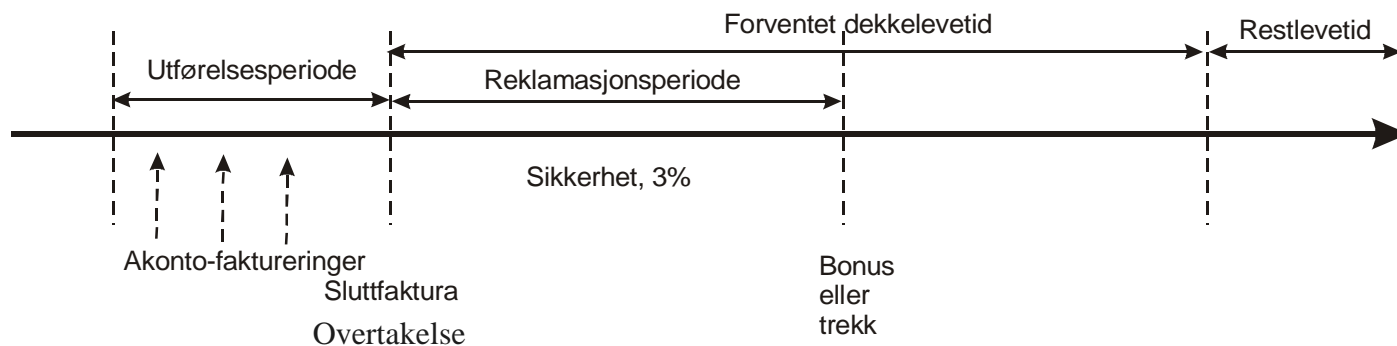 Forventet dekkelevetid
Restlevetid
Utførelsesperiode
Reklamasjonsperiode
Sikkerhet, 3%
Akonto-faktureringer
Sluttfaktura
Overtakelse
Bonus
eller
trekk